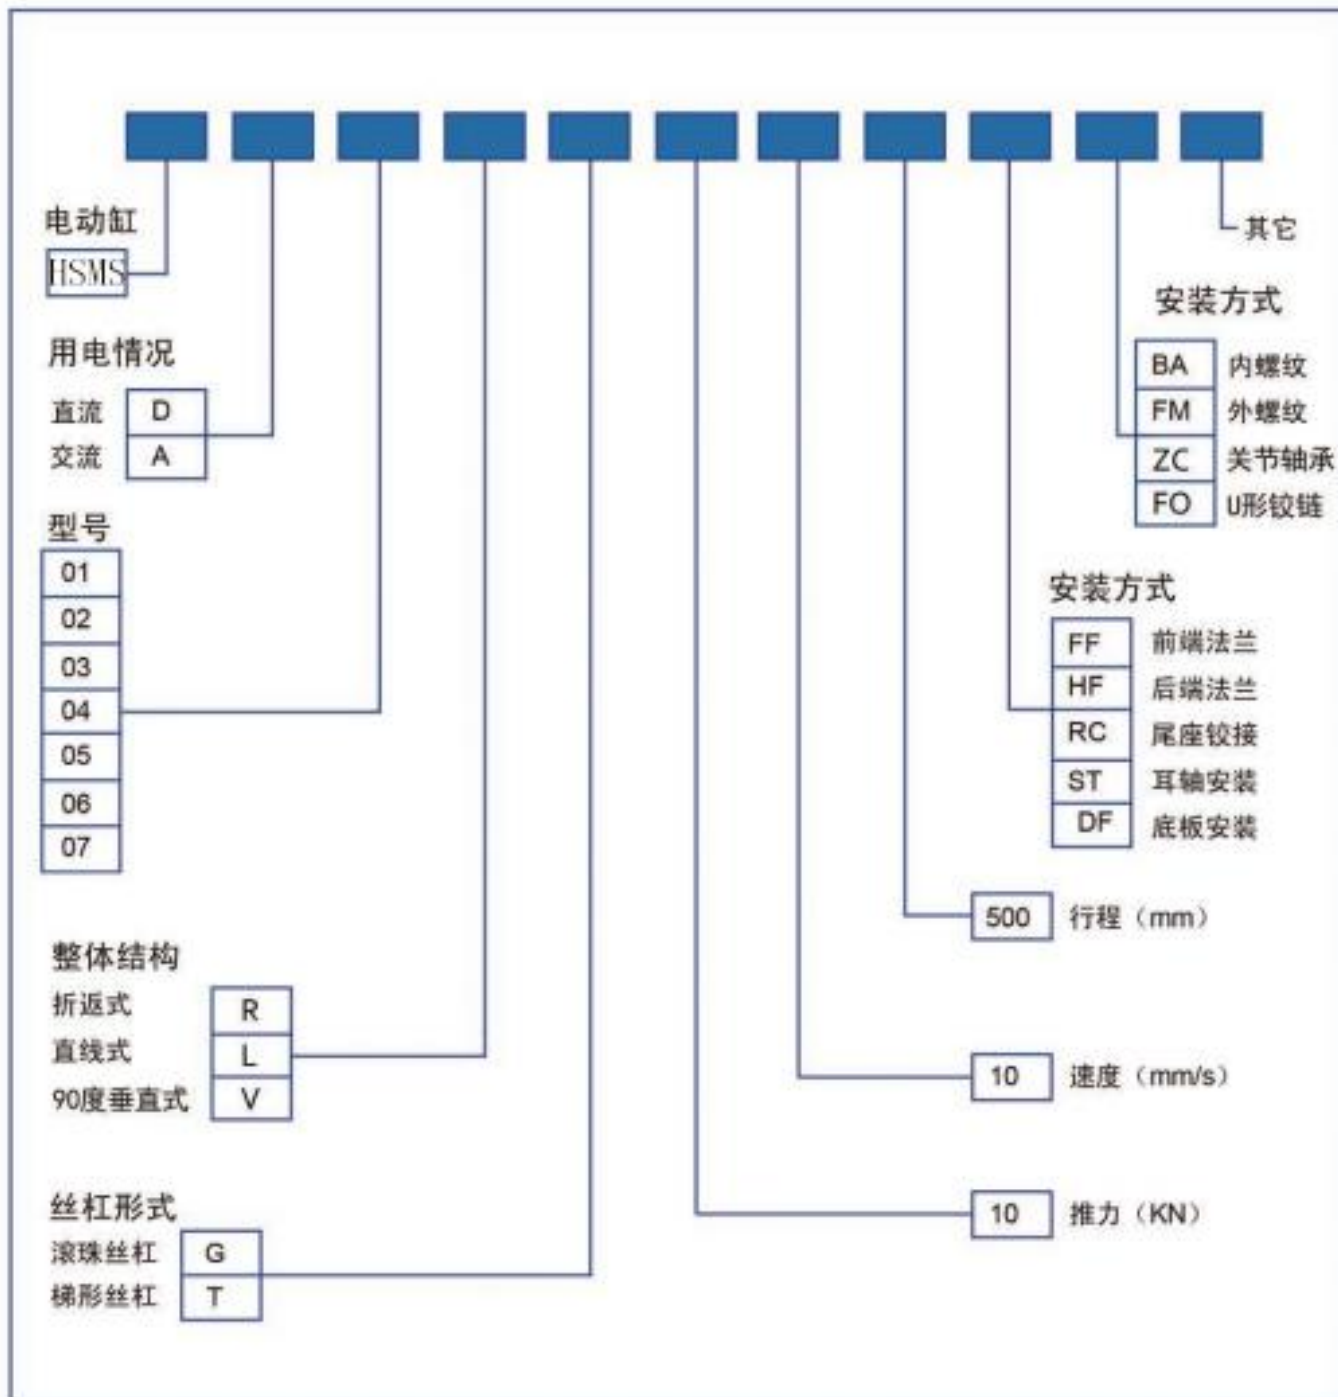 电动缸
HSMS
用电情况
直流 D
交流 A
型号
01
02
03
04
05
06
07
整体结构
折返式 R
直线式 L
90度垂直式 V
丝杠形式
滚珠丝杠 G
梯形丝杠 T
其它
安装方式
BA 内螺纹
FM 外螺纹
ZC 关节轴承
FO U形铰链
安装方式
FF 前端法兰
HF 后端法兰
RC 尾座铰接
ST 耳轴安装
DF 底板安装
500 行程（mm）
10 速度（mm/s）
10 推力（KN）